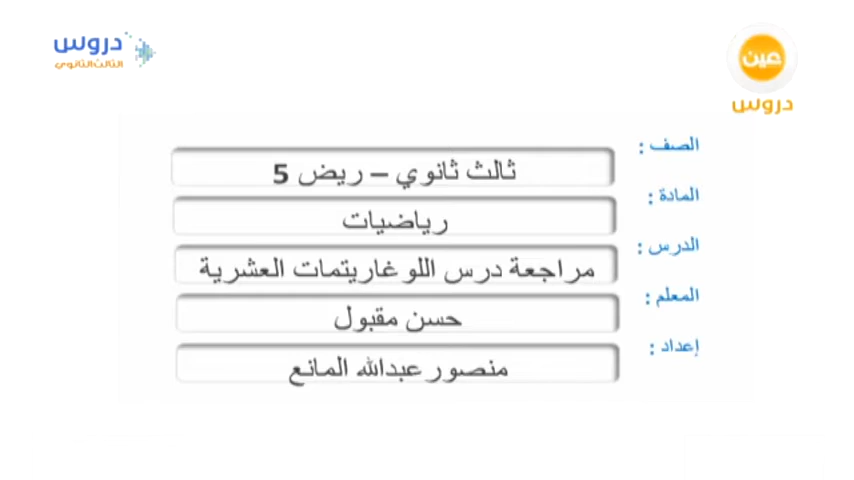 دروس
الثالث الثانوي
عين
دروس
الصف :
ثالث ثانوي – ريض 5
المادة :
رياضيات
الدرس :
مراجعة درس اللوغاريتمات العشرية
المعلم :
حسن مقبول
إعداد :
منصور عبدالله المانع